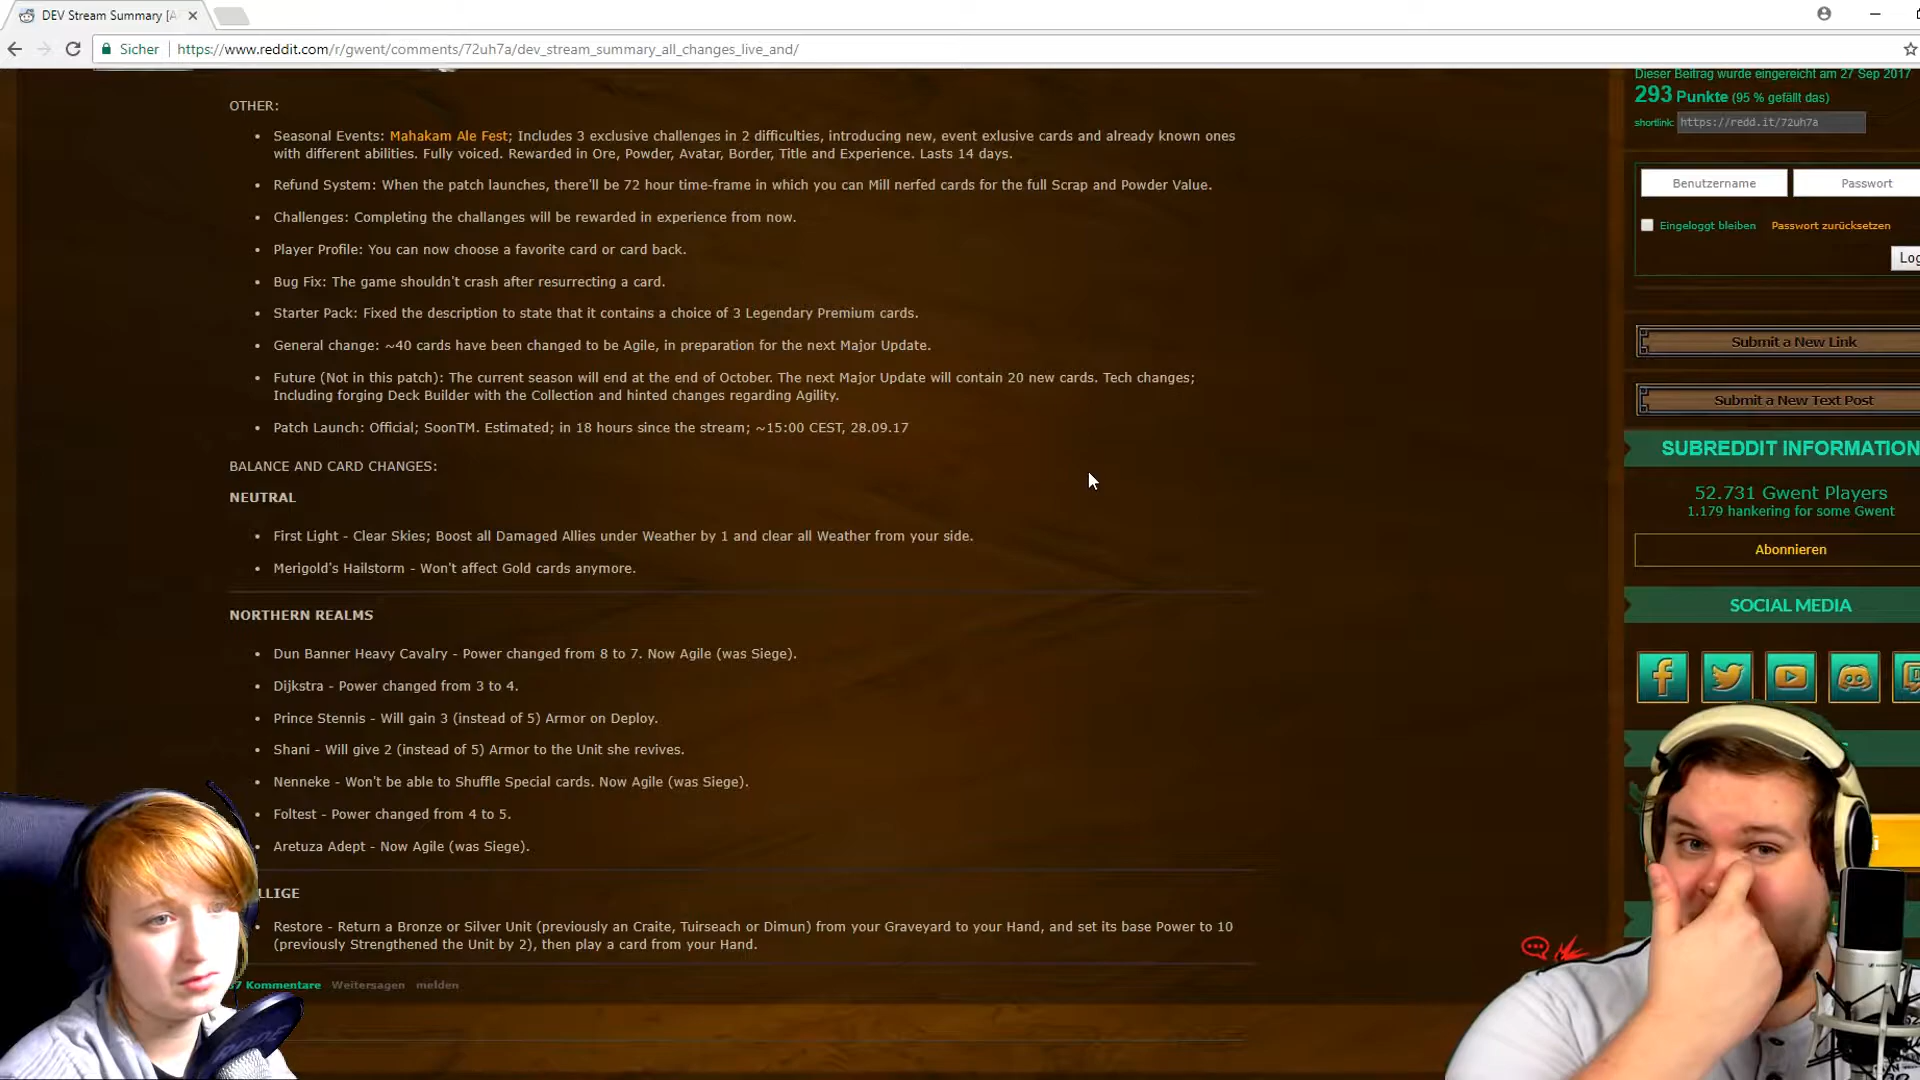 DEV Stream Summary [A
Sicher
https://www.reddit.com/r/gwent/comments/72uh7a/dev_stream_summary_all_changes_live_and/
OTHER:
Seasonal Events: Mahakam Ale Fest; Includes 3 exclusive challenges in 2 difficulties, introducing new, event exlusive cards and already known ones
with different abilities. Fully voiced. Rewarded in Ore, Powder, Avatar, Border, Title and Experience. Lasts 14 days.
Refund System: When the patch launches, there'll be 72 hour time-frame in which you can Mill nerfed cards for the full Scrap and Powder Value.
Challenges: Completing the challanges will be rewarded in experience from now.
Player Profile: You can now choose a favorite card or card back.
Bug Fix: The game shouldn't crash after resurrecting a card.
Starter Pack: Fixed the description to state that it contains a choice of 3 Legendary Premium cards.
General change: ~40 cards have been changed to be Agile, in preparation for the next Major Update.
Future (Not in this patch): The current season will end at the end of October. The next Major Update will contain 20 new cards. Tech changes;
Including forging Deck Builder with the Collection and hinted changes regarding Agility.
Patch Launch: Official; SoonTM. Estimated; in 18 hours since the stream; ~15:00 CEST, 28.09.17
BALANCE AND CARD CHANGES:
NEUTRAL
First Light - Clear Skies; Boost all Damaged Allies under Weather by 1 and clear all Weather from your side.
Merigold's Hailstorm - Won't affect Gold cards anymore.
NORTHERN REALMS
Dun Banner Heavy Cavalry - Power changed from 8 to 7. Now Agile (was Siege).
Dijkstra - Power changed from 3 to 4.
Prince Stennis - Will gain 3 (instead of 5) Armor on Deploy.
Shani - Will give 2 (instead of 5) Armor to the Unit she revives.
Nenneke - Won't be able to Shuffle Special cards. Now Agile (was Siege).
Foltest - Power changed from 4 to 5.
Aretuza Adept - Now Agile (was Siege).
LLIGE
Restore - Return a Bronze or Silver Unit (previously an Craite, Tuirseach or Dimun) from your Graveyard to your Hand, and set its base Power to 10
(previously Strengthened the Unit by 2), then play a card from your Hand.
7 Kommentare Weitersagen melden
Dieser Beitrag wurde eingereicht am 27 Sep 2017
293 Punkte (95 % gefällt das)
shortlink: https://redd.it/72uh7a
Benutzername
Passwort
Eingeloggt bleiben
Passwort zurücksetzen
Log
Submit a New Link
Submit a New Text Post
SUBREDDIT INFORMATION
52.731 Gwent Players
1.179 hankering for some Gwent
Abonnieren
SOCIAL MEDIA